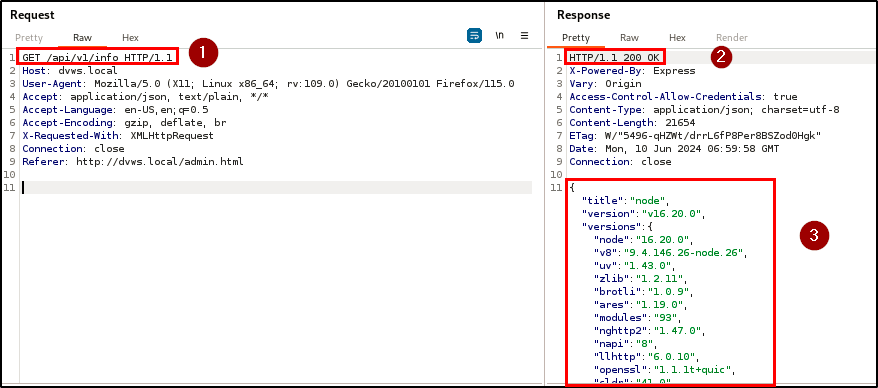 Request
Pretty Raw Hex \n
1 GET /api/v1/info HTTP/1.1
1
2 Host: dvws.local
3 User-Agent: Mozilla/5.0 (X11; Linux x86_64; rv:109.0) Gecko/20100101 Firefox/115.0
4 Accept: application/json, text/plain, */*
5 Accept-Language: en-US,en;q=0.5
6 Accept-Encoding: gzip, deflate, br
7 X-Requested-With: XMLHttpRequest
8 Connection: close
9 Referer: http://dvws.local/admin.html
10
11
Response
Pretty Raw Hex Render
1 HTTP/1.1 200 OK
2
2 X-Powered-By: Express
3 Vary: Origin
4 Access-Control-Allow-Credentials: true
5 Content-Type: application/json; charset=utf-8
6 Content-Length: 21654
7 ETag: W/"5496-qHZWt/drrL6fP8Per8BSZod0Hgk"
8 Date: Mon, 10 Jun 2024 06:59:58 GMT
9 Connection: close
10
11 {
"title":"node",
"version":"v16.20.0",
"versions":{
3
"node":"16.20.0",
"v8":"9.4.146.26-node.26",
"uv":"1.43.0",
"zlib":"1.2.11",
"brotli":"1.0.9",
"ares":"1.19.0",
"modules":"93",
"nghttp2":"1.47.0",
"napi":"8",
"llhttp":"6.0.10",
"openssl":"1.1.1t+quic",
"cldr":"41.0",